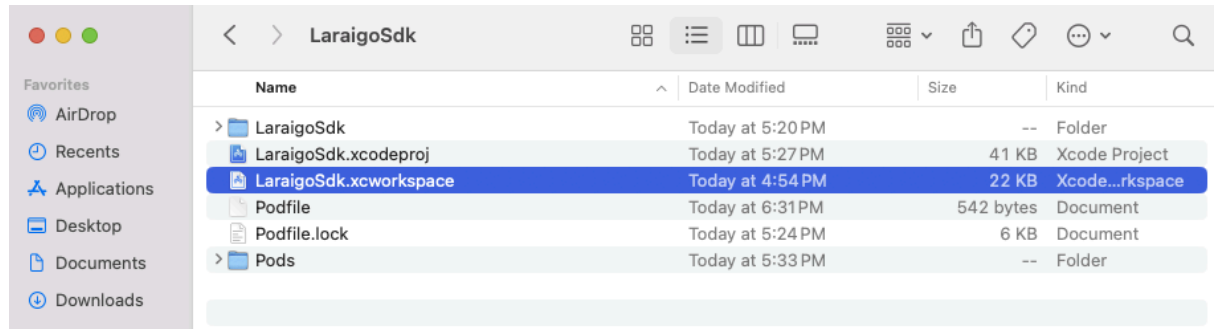 LaraigoSdk
Favorites
AirDrop
Recents
Applications
Desktop
Documents
Downloads
Name Date Modified Size Kind
LaraigoSdk Today at 5:20 PM -- Folder
LaraigoSdk.xcodeproj Today at 5:27 PM 41 KB Xcode Project
LaraigoSdk.xcworkspace Today at 4:54 PM 22 KB Xcode...rkspace
Podfile Today at 6:31 PM 542 bytes Document
Podfile.lock Today at 5:24 PM 6 KB Document
Pods Today at 5:33 PM -- Folder